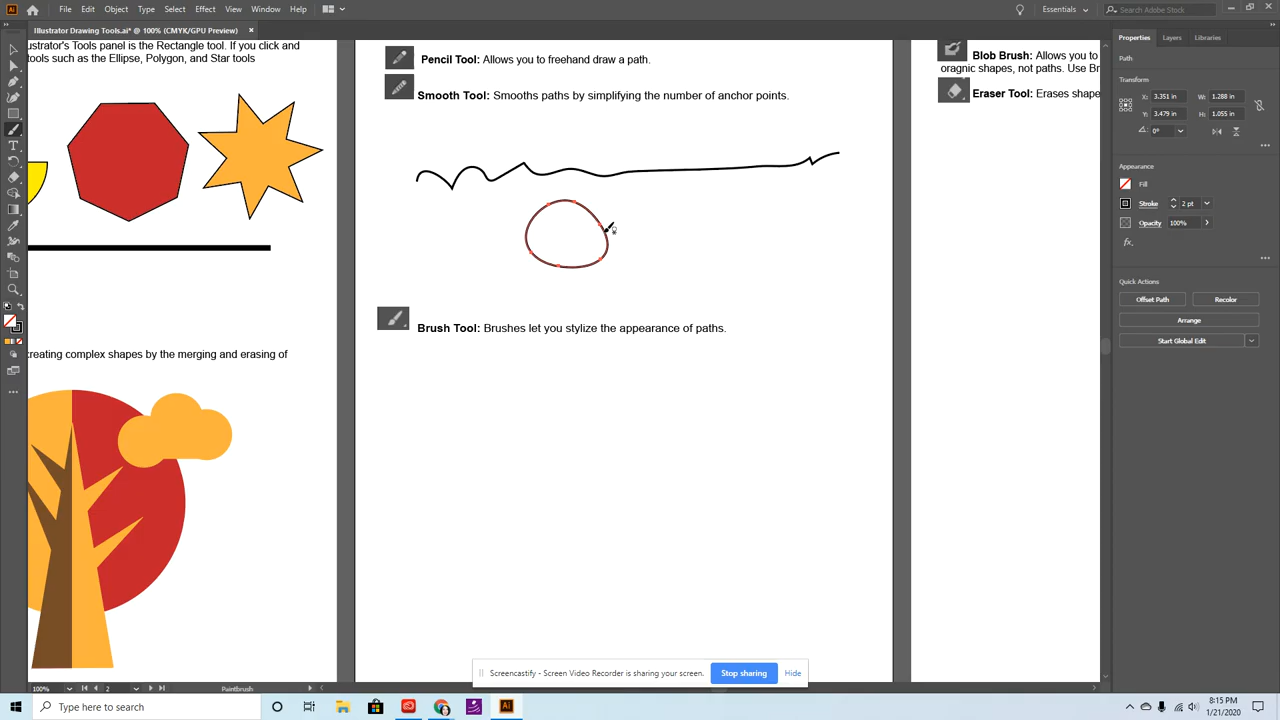 File Edit Object Type Select Effect View Window Help
Essentials
Search Adobe Stock
Illustrator Drawing Tools.ai* @ 100% (CMYK/GPU Preview) ×
Properties Layers Libraries
ustrator's Tools panel is the Rectangle tool. If you click and
tools such as the Ellipse, Polygon, and Star tools
Pencil Tool: Allows you to freehand draw a path.
Smooth Tool: Smooths paths by simplifying the number of anchor points.
Blob Brush: Allows you to
oragnic shapes, not paths. Use Br
Eraser Tool: Erases shape
Path
Transform
X: 3.351 in W: 1.288 in
Y: 3.479 in H: 1.055 in
0°
Appearance
Fill
Stroke 2 pt
Opacity 100%
fx.
Quick Actions
Offset Path Recolor
Arrange
Start Global Edit
Brush Tool: Brushes let you stylize the appearance of paths.
creating complex shapes by the merging and erasing of
Screencastify - Screen Video Recorder is sharing your screen. Stop sharing Hide
100% 2 Paintbrush
Type here to search
Ai
8:15 PM
1/21/2020